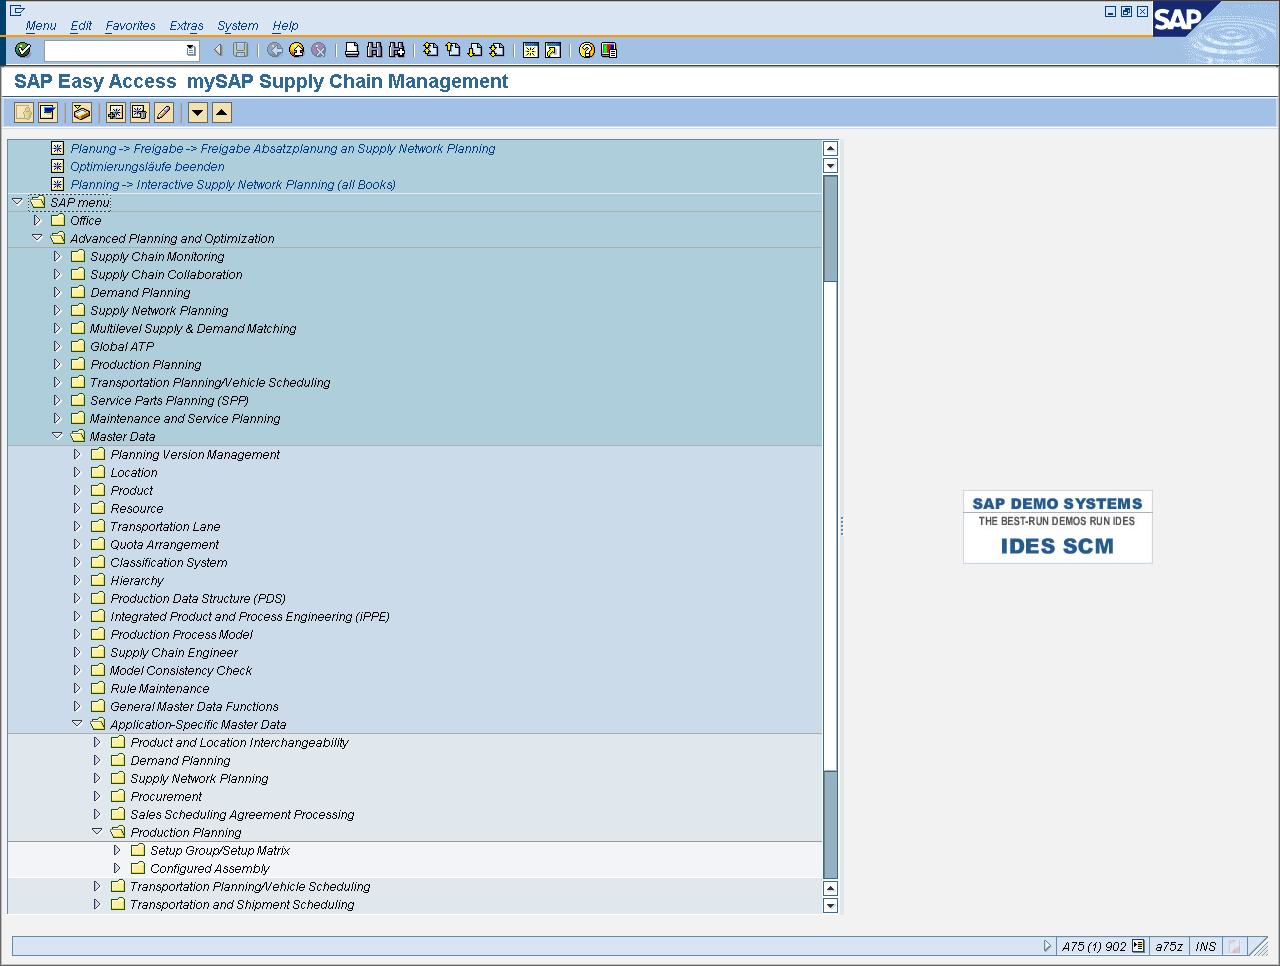 Menu Edit Favorites Extras System Help
SAP
SAP Easy Access mySAP Supply Chain Management
Planung -> Freigabe -> Freigabe Absatzplanung an Supply Network Planning
Optimierungsläufe beenden
Planning -> Interactive Supply Network Planning (all Books)
SAP menu
Office
Advanced Planning and Optimization
Supply Chain Monitoring
Supply Chain Collaboration
Demand Planning
Supply Network Planning
Multilevel Supply & Demand Matching
Global ATP
Production Planning
Transportation Planning/Vehicle Scheduling
Service Parts Planning (SPP)
Maintenance and Service Planning
Master Data
Planning Version Management
Location
Product
Resource
Transportation Lane
Quota Arrangement
Classification System
Hierarchy
Production Data Structure (PDS)
Integrated Product and Process Engineering (iPPE)
Production Process Model
Supply Chain Engineer
Model Consistency Check
Rule Maintenance
General Master Data Functions
Application-Specific Master Data
Product and Location Interchangeability
Demand Planning
Supply Network Planning
Procurement
Sales Scheduling Agreement Processing
Production Planning
Setup Group/Setup Matrix
Configured Assembly
Transportation Planning/Vehicle Scheduling
Transportation and Shipment Scheduling
SAP DEMO SYSTEMS
THE BEST-RUN DEMOS RUN IDES
IDES SCM
A75 (1) 902 a75z INS